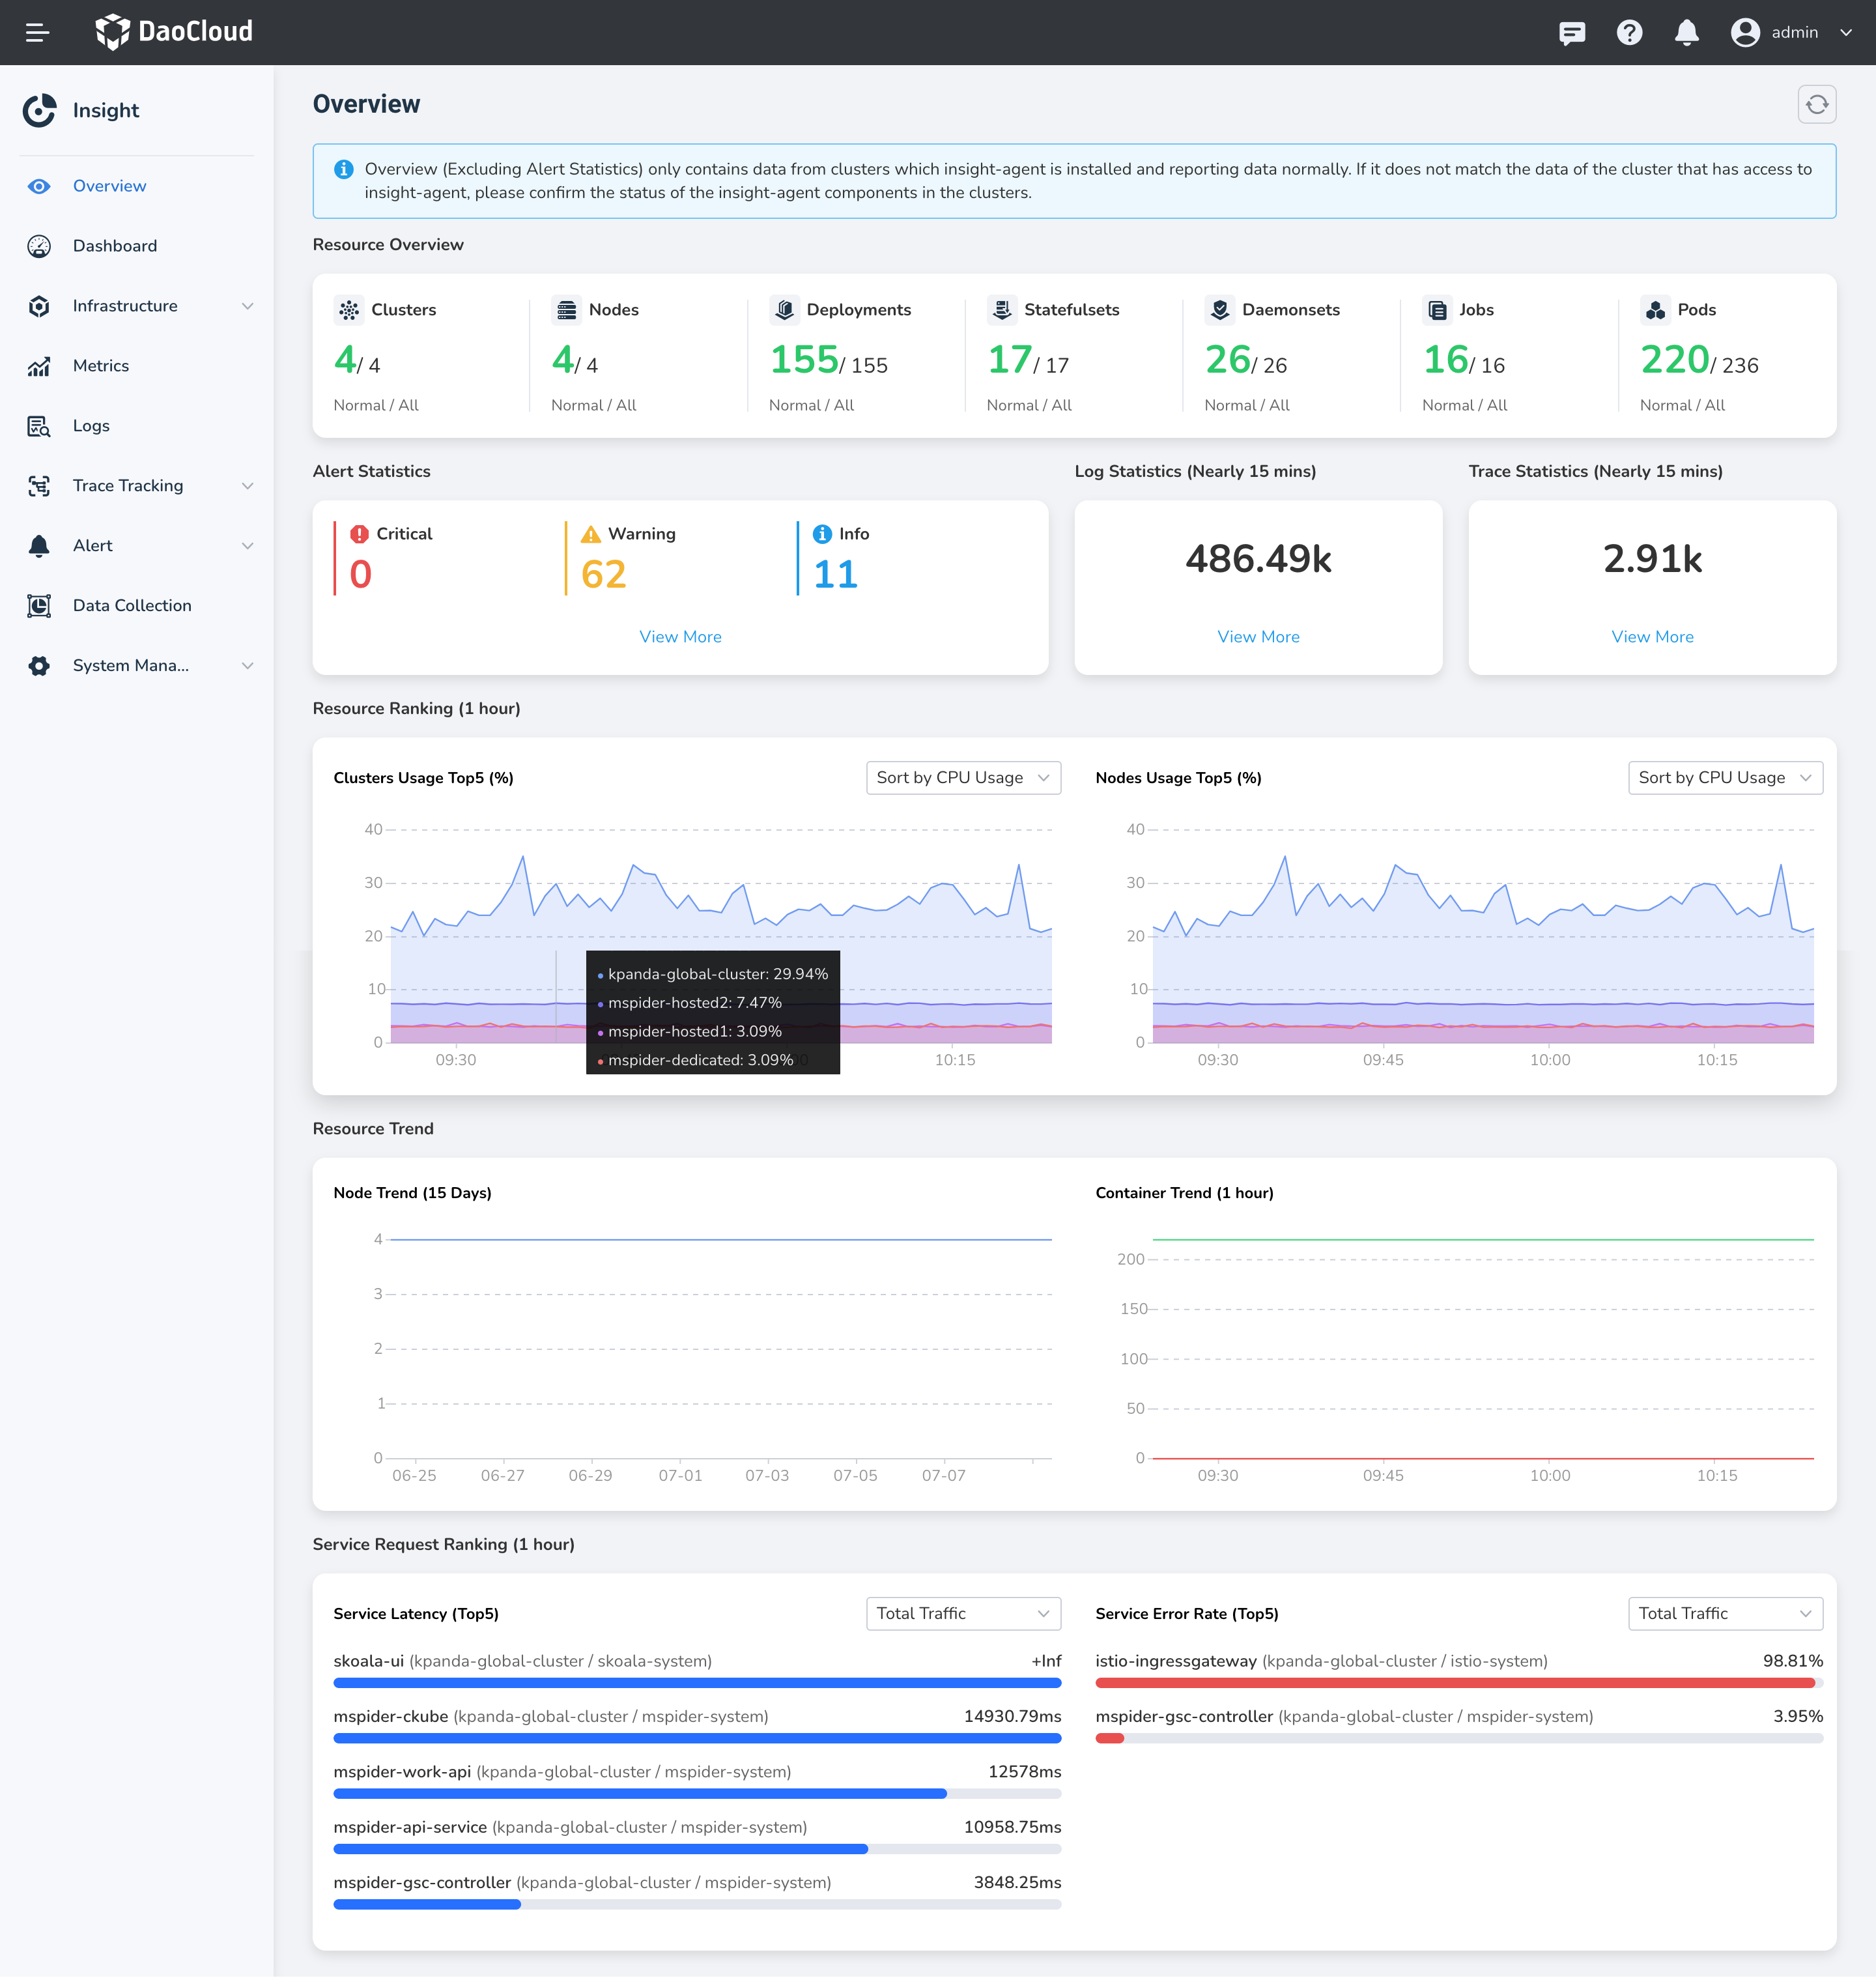 DaoCloud
admin
Insight
Overview
Dashboard
Infrastructure
Metrics
Logs
Trace Tracking
Alert
Data Collection
System Mana...
Overview
Overview (Excluding Alert Statistics) only contains data from clusters which insight-agent is installed and reporting data normally. If it does not match the data of the cluster that has access to
insight-agent, please confirm the status of the insight-agent components in the clusters.
Resource Overview
Clusters
4/ 4
Normal / All
Nodes
4/ 4
Normal / All
Deployments
155/ 155
Normal / All
Statefulsets
17/ 17
Normal / All
Daemonsets
26/ 26
Normal / All
Jobs
16/ 16
Normal / All
Pods
220/ 236
Normal / All
Alert Statistics
Critical
0
Warning
62
Info
11
View More
Log Statistics (Nearly 15 mins)
486.49k
View More
Trace Statistics (Nearly 15 mins)
2.91k
View More
Resource Ranking (1 hour)
Clusters Usage Top5 (%)
Sort by CPU Usage
40
30
20
10
0
09:30
10:15
kpanda-global-cluster: 29.94%
mspider-hosted2: 7.47%
mspider-hosted1: 3.09%
mspider-dedicated: 3.09%
Nodes Usage Top5 (%)
Sort by CPU Usage
40
30
20
10
0
09:30
09:45
10:00
10:15
Resource Trend
Node Trend (15 Days)
4
3
2
1
0
06-25
06-27
06-29
07-01
07-03
07-05
07-07
Container Trend (1 hour)
200
150
100
50
0
09:30
09:45
10:00
10:15
Service Request Ranking (1 hour)
Service Latency (Top5)
Total Traffic
skoala-ui (kpanda-global-cluster / skoala-system) +Inf
mspider-ckube (kpanda-global-cluster / mspider-system) 14930.79ms
mspider-work-api (kpanda-global-cluster / mspider-system) 12578ms
mspider-api-service (kpanda-global-cluster / mspider-system) 10958.75ms
mspider-gsc-controller (kpanda-global-cluster / mspider-system) 3848.25ms
Service Error Rate (Top5)
Total Traffic
istio-ingressgateway (kpanda-global-cluster / istio-system) 98.81%
mspider-gsc-controller (kpanda-global-cluster / mspider-system) 3.95%